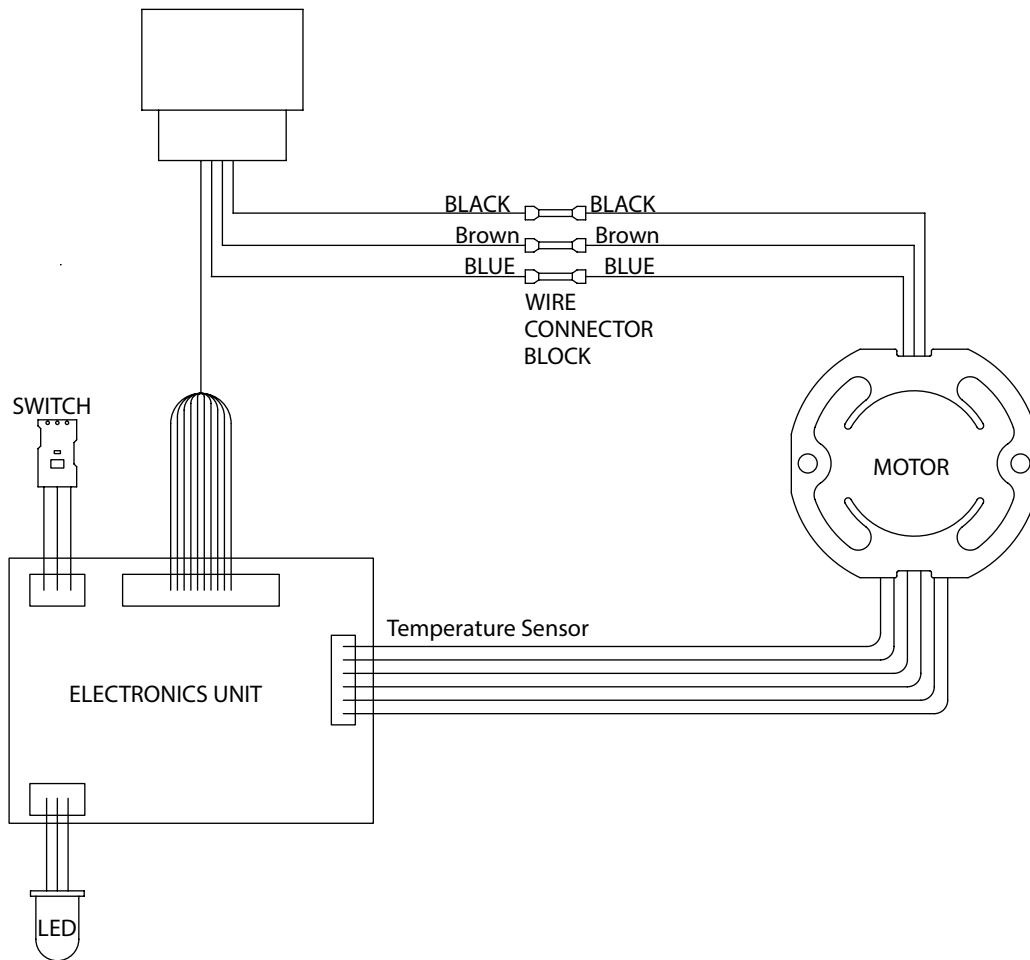 BLACK BLACK
Brown Brown
BLUE BLUE
WIRE
CONNECTOR
BLOCK
SWITCH
MOTOR
Temperature Sensor
ELECTRONICS UNIT
LED